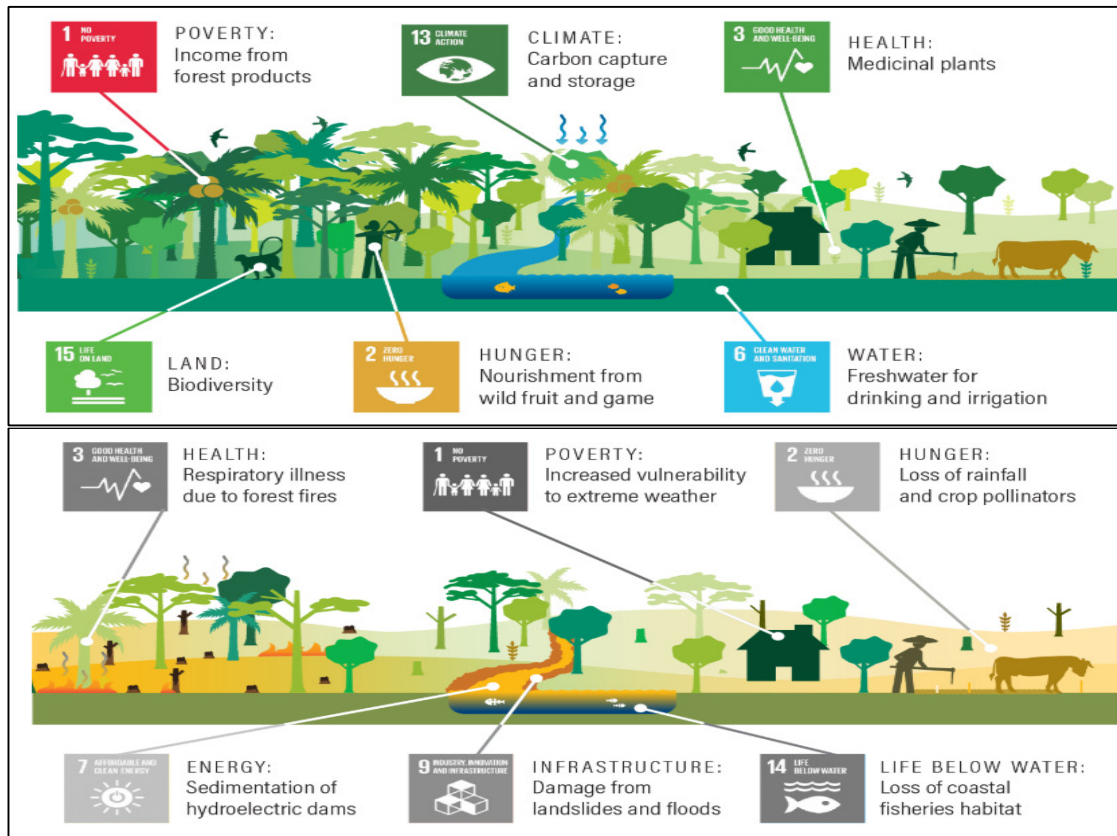 1 NO
POVERTY
POVERTY:
Income from
forest products
13 CLIMATE
ACTION
CLIMATE:
Carbon capture
and storage
3 GOOD HEALTH
AND WELL-BEING
HEALTH:
Medicinal plants
15 LIFE
ON LAND
LAND:
Biodiversity
2 ZERO
HUNGER
HUNGER:
Nourishment from
wild fruit and game
6 CLEAN WATER
AND SANITATION
WATER:
Freshwater for
drinking and irrigation
3 GOOD HEALTH
AND WELL-BEING
HEALTH:
Respiratory illness
due to forest fires
1 NO
POVERTY
POVERTY:
Increased vulnerability
to extreme weather
2 ZERO
HUNGER
HUNGER:
Loss of rainfall
and crop pollinators
7 AFFORDABLE AND
CLEAN ENERGY
ENERGY:
Sedimentation of
hydroelectric dams
9 INDUSTRY, INNOVATION
AND INFRASTRUCTURE
INFRASTRUCTURE:
Damage from
landslides and floods
14 LIFE
BELOW WATER
LIFE BELOW WATER:
Loss of coastal
fisheries habitat